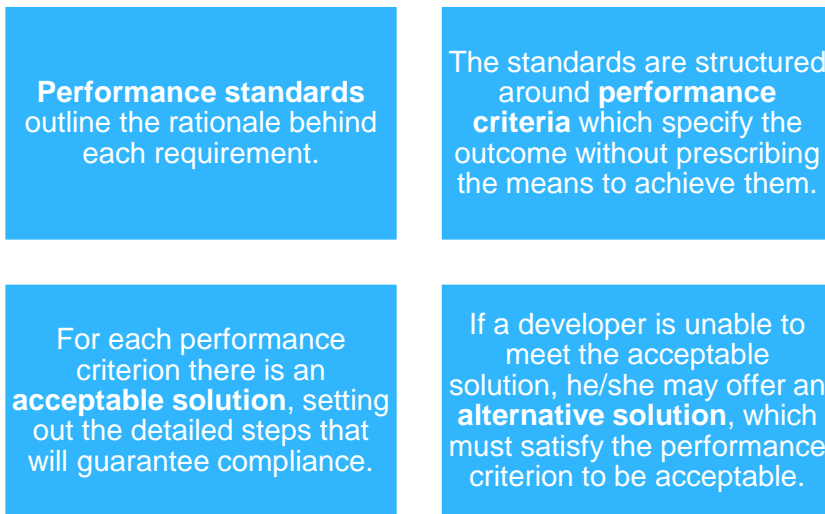 Performance standards
outline the rationale behind
each requirement.
The standards are structured
around performance
criteria which specify the
outcome without prescribing
the means to achieve them.
For each performance
criterion there is an
acceptable solution, setting
out the detailed steps that
will guarantee compliance.
If a developer is unable to
meet the acceptable
solution, he/she may offer an
alternative solution, which
must satisfy the performance
criterion to be acceptable.